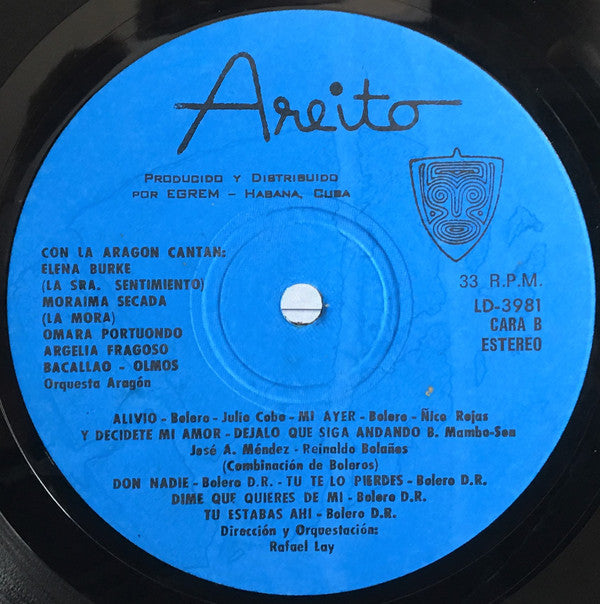 Areito
PRODUCIDO Y DISTRIBUIDO
POR EGREM - HABANA, CUBA
CON LA ARAGON CANTAN:
ELENA BURKE
(LA SRA. SENTIMIENTO)
MORAIMA SECADA
(LA MORA)
OMARA PORTUONDO
ARGELIA FRAGOSO
BACALLAO - OLMOS
Orquesta Aragón
33 R.P.M.
LD-3981
CARA B
ESTEREO
ALIVIO - Bolero - Julio Cobo - MI AYER - Bolero - Ñico Rojas
Y DECIDETE MI AMOR - DEJALO QUE SIGA ANDANDO B. Mambo-Son
José A. Méndez - Reinaldo Bolaños
(Combinación de Boleros)
DON NADIE - Bolero D.R. - TU TE LO PIERDES - Bolero D.R.
DIME QUE QUIERES DE MI - Bolero D.R.
TU ESTABAS AHI - Bolero D.R.
Dirección y Orquestación:
Rafael Lay